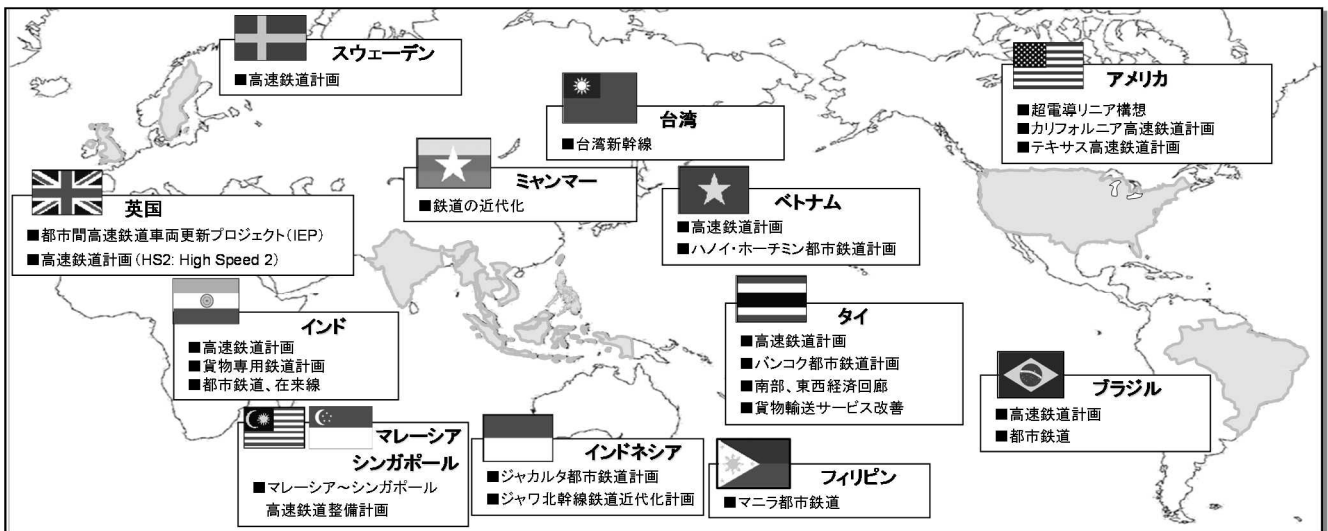 スウェーデン
■高速鉄道計画
台湾
■台湾新幹線
アメリカ
■超電導リニア構想
■カリフォルニア高速鉄道計画
■テキサス高速鉄道計画
ミャンマー
■鉄道の近代化
英国
■都市間高速鉄道車両更新プロジェクト(IEP)
■高速鉄道計画(HS2: High Speed 2)
ベトナム
■高速鉄道計画
■ハノイ・ホーチミン都市鉄道計画
インド
■高速鉄道計画
■貨物専用鉄道計画
■都市鉄道、在来線
タイ
■高速鉄道計画
■バンコク都市鉄道計画
■南部、東西経済回廊
■貨物輸送サービス改善
ブラジル
■高速鉄道計画
■都市鉄道
マレーシア
シンガポール
■マレーシア～シンガポール
高速鉄道整備計画
インドネシア
■ジャカルタ都市鉄道計画
■ジャワ北幹線鉄道近代化計画
フィリピン
■マニラ都市鉄道